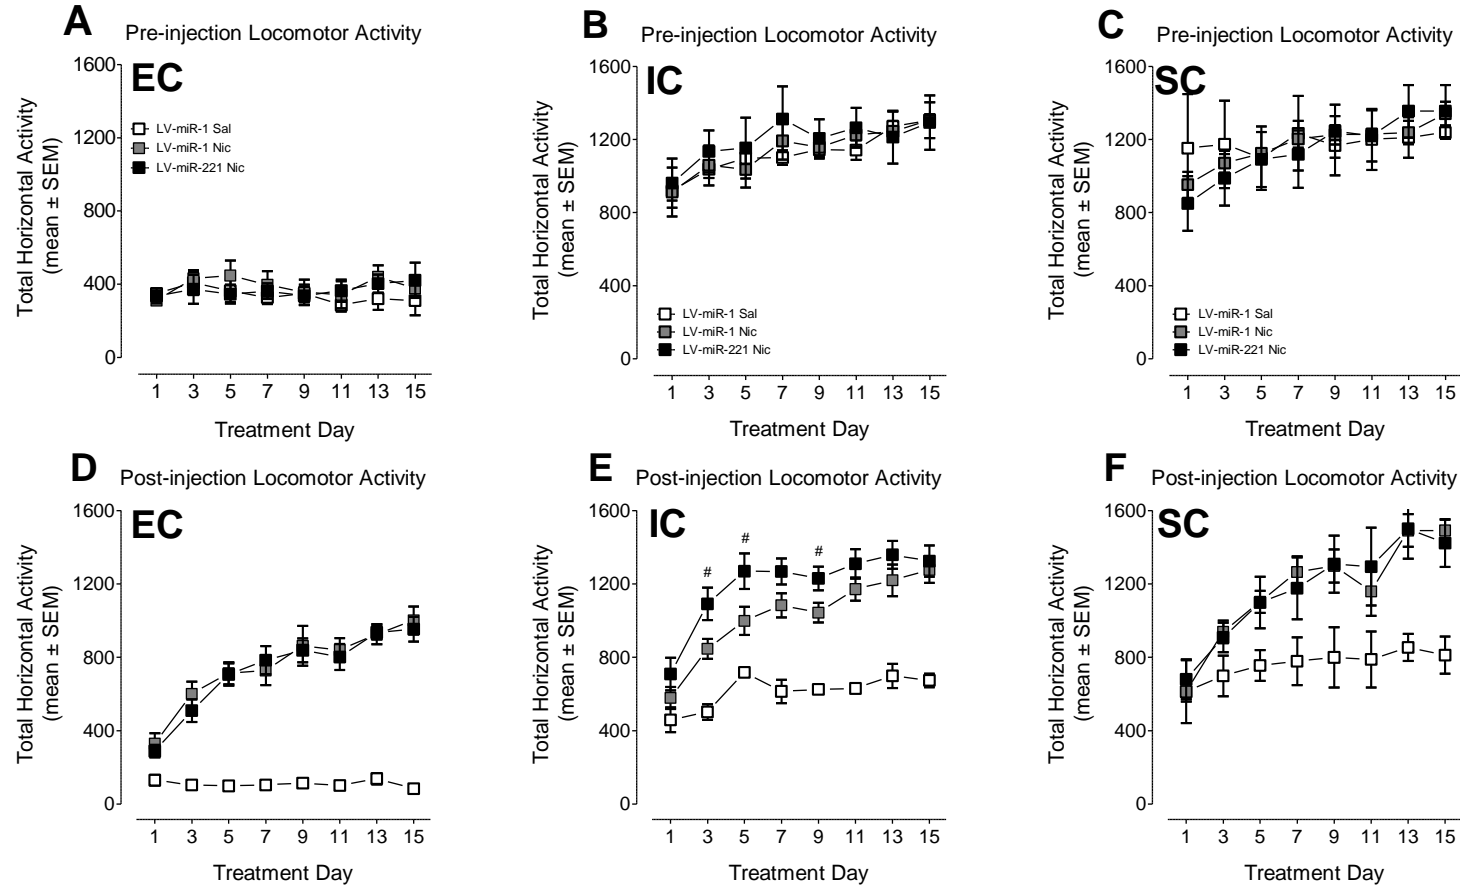 A
Pre-injection Locomotor Activity
EC
Total Horizontal Activity
(mean ± SEM)
1600
1200
800
400
0
LV-miR-1 Sal
LV-miR-1 Nic
LV-miR-221 Nic
1 3 5 7 9 11 13 15
Treatment Day
B
Pre-injection Locomotor Activity
IC
Total Horizontal Activity
(mean ± SEM)
1600
1200
800
400
0
LV-miR-1 Sal
LV-miR-1 Nic
LV-miR-221 Nic
1 3 5 7 9 11 13 15
Treatment Day
C
Pre-injection Locomotor Activity
SC
Total Horizontal Activity
(mean ± SEM)
1600
1200
800
400
0
LV-miR-1 Sal
LV-miR-1 Nic
LV-miR-221 Nic
1 3 5 7 9 11 13 15
Treatment Day
D
Post-injection Locomotor Activity
EC
Total Horizontal Activity
(mean ± SEM)
1600
1200
800
400
0
1 3 5 7 9 11 13 15
Treatment Day
E
Post-injection Locomotor Activity
IC
Total Horizontal Activity
(mean ± SEM)
1600
1200
800
400
0
# # #
1 3 5 7 9 11 13 15
Treatment Day
F
Post-injection Locomotor Activity
SC
Total Horizontal Activity
(mean ± SEM)
1600
1200
800
400
0
1 3 5 7 9 11 13 15
Treatment Day